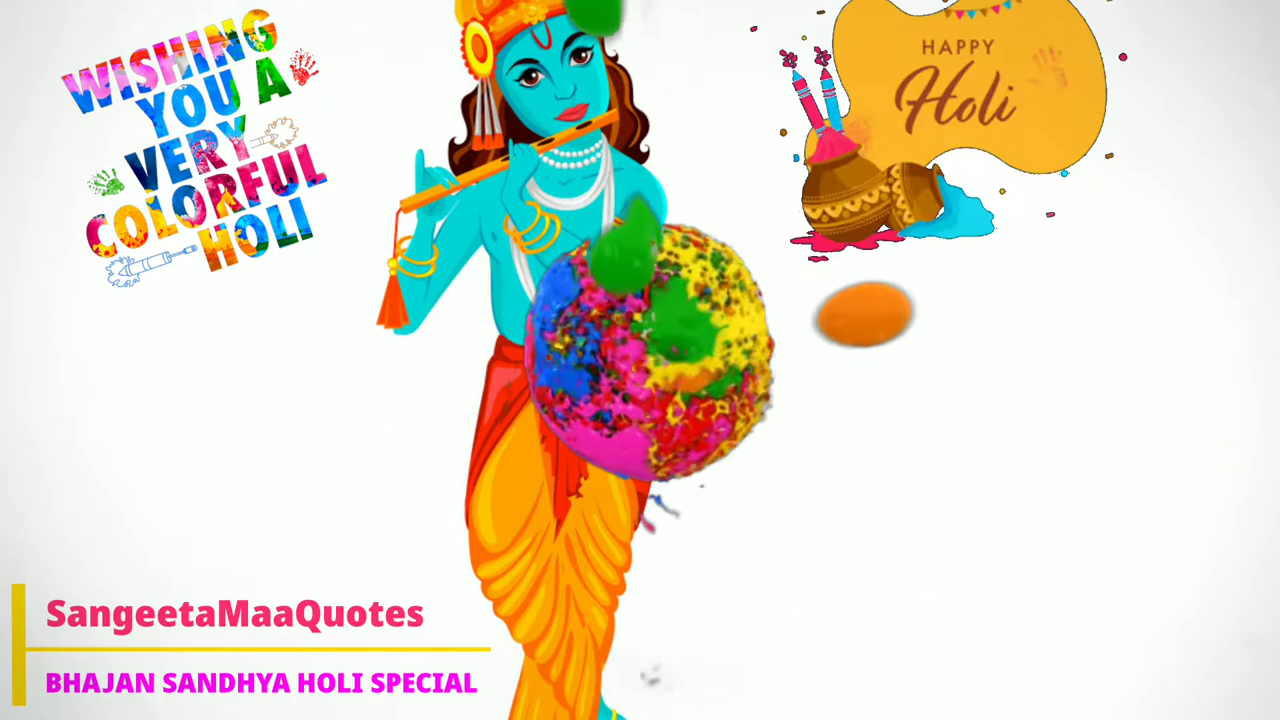 WISHING
YOU A
VERY
COLORFUL
HOLI
HAPPY
Holi
SangeetaMaaQuotes
BHAJAN SANDHYA HOLI SPECIAL